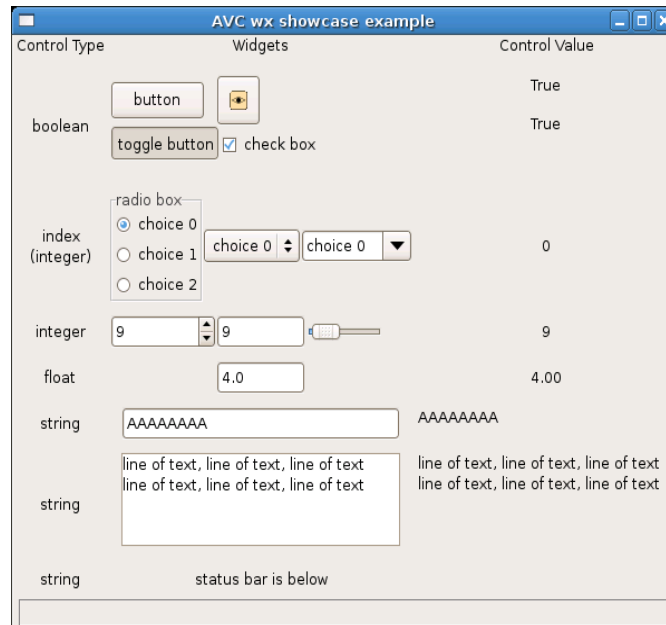 AVC wx showcase example
Control Type Widgets Control Value
button True
boolean
toggle button check box True
radio box
choice 0
index
(integer) choice 1 choice 0 choice 0 0
choice 2
integer 9 9 9
float 4.0 4.00
string AAAAAAAA AAAAAAAA
line of text, line of text, line of text line of text, line of text, line of text
line of text, line of text, line of text line of text, line of text, line of text
string
string status bar is below